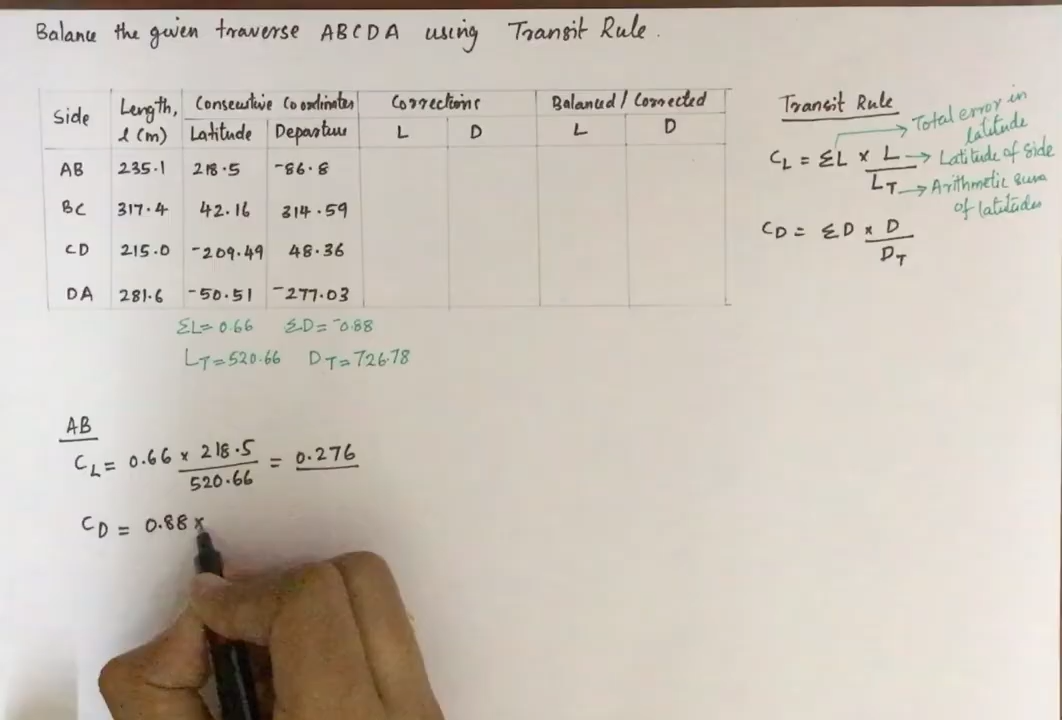 Balance the given traverse ABCDA using Transit Rule.
Side Length, l (m) Consecutive Coordinates Corrections Balanced / Corrected
Latitude Departure L D L D
AB 235.1 218.5 -86.8
BC 317.4 42.16 314.59
CD 215.0 -209.49 48.36
DA 281.6 -50.51 -277.03
ΣL= 0.66 ΣD= -0.88
LT=520.66 DT=726.78
Transit Rule
Total error in latitude
CL = ΣL × L/LT
Latitude of side
Arithmetic sum of latitudes
CD = ΣD × D/DT
AB
CL= 0.66 × 218.5/520.66 = 0.276
CD = 0.88 ×